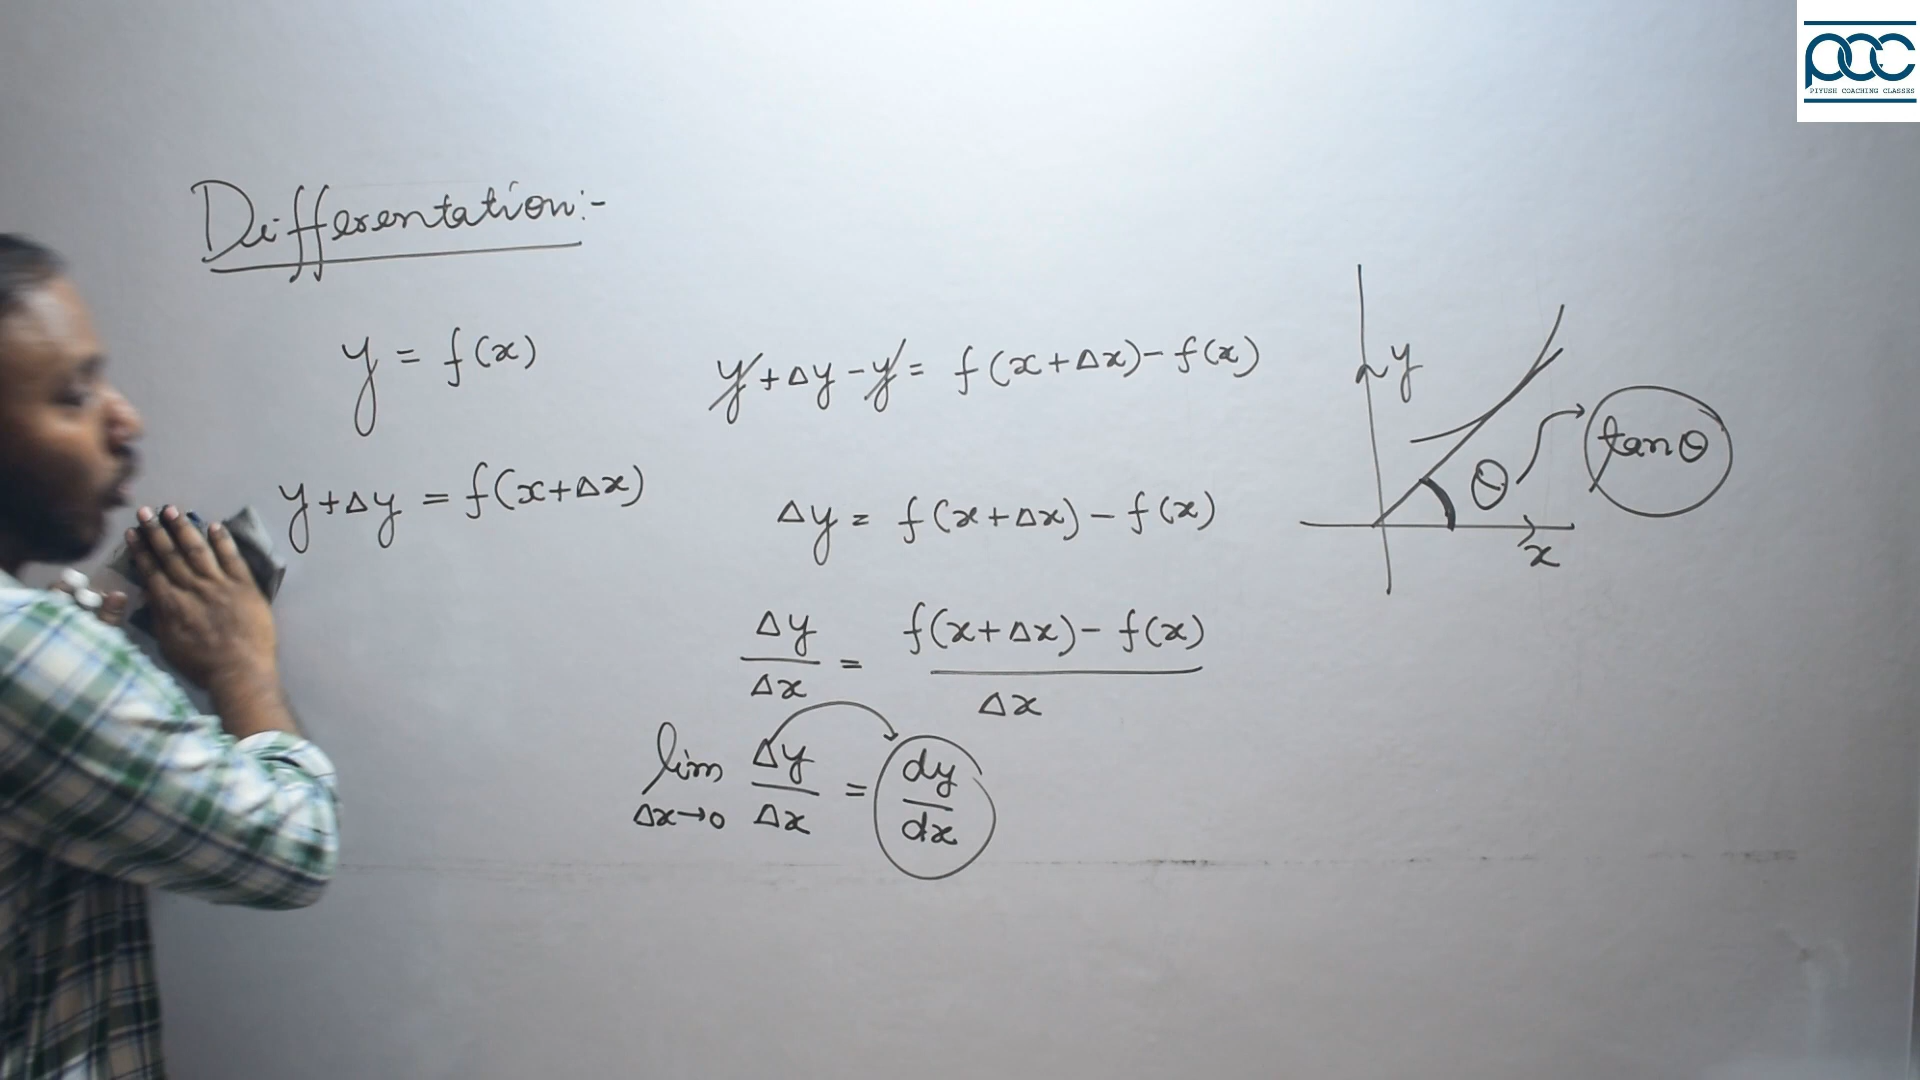 PCC
PIYUSH COACHING CLASSES
Differentation:-
y = f(x)
y+Δy = f(x+Δx)
y+Δy-y = f(x+Δx)-f(x)
Δy = f(x+Δx)-f(x)
Δy/Δx = f(x+Δx)-f(x)/Δx
lim Δx→0 Δy/Δx = dy/dx
y
θ
tanθ
x